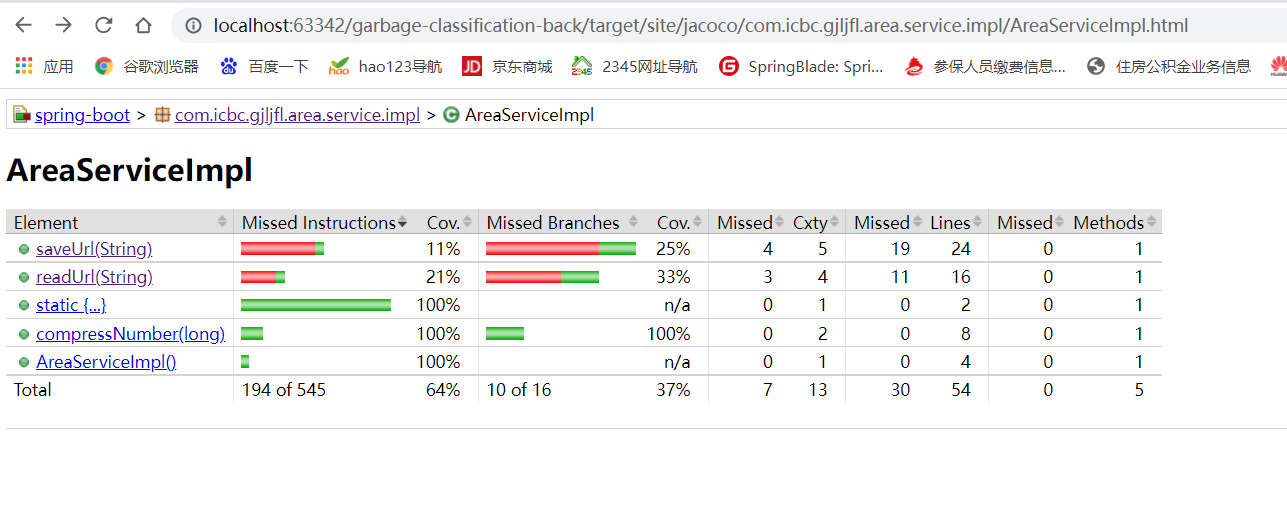 localhost:63342/garbage-classification-back/target/site/jacoco/com.icbc.gjljfl.area.service.impl/AreaServiceImpl.html
应用 谷歌浏览器 百度一下 hao hao123导航 JD 京东商城 2345 2345网址导航 SpringBlade: Spri... 参保人员缴费信息... 住房公积金业务信息 HUAWEI
spring-boot > com.icbc.gjljfl.area.service.impl > AreaServiceImpl
AreaServiceImpl
Element Missed Instructions Cov. Missed Branches Cov. Missed Cxty Missed Lines Missed Methods
saveUrl(String) 11% 25% 4 5 19 24 0 1
readUrl(String) 21% 33% 3 4 11 16 0 1
static {...} 100% n/a 0 1 0 2 0 1
compressNumber(long) 100% 100% 0 2 0 8 0 1
AreaServiceImpl() 100% n/a 0 1 0 4 0 1
Total 194 of 545 64% 10 of 16 37% 7 13 30 54 0 5